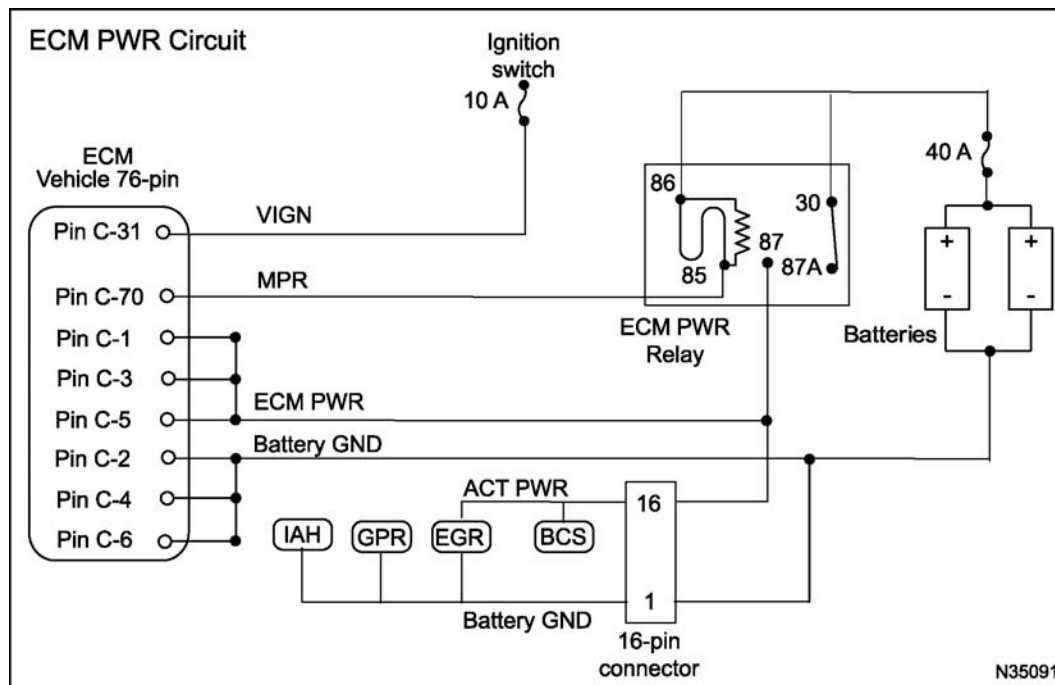 ECM PWR Circuit
Ignition
switch
10 A
40 A
ECM
Vehicle 76-pin
86
30
87
85
87A
Pin C-31
VIGN
Pin C-70
MPR
ECM PWR
Relay
+
+
-
-
Batteries
Pin C-1
Pin C-3
Pin C-5
ECM PWR
Pin C-2
Battery GND
Pin C-4
ACT PWR
16
Pin C-6
IAH
GPR
EGR
BCS
1
Battery GND
16-pin
connector
N35091